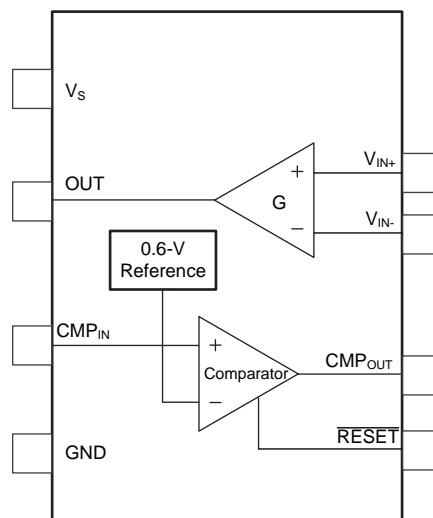 V_S
OUT
+
V_IN+
G
−
V_IN-
0.6-V
Reference
CMP_IN
+
Comparator
CMP_OUT
−
RESET
GND